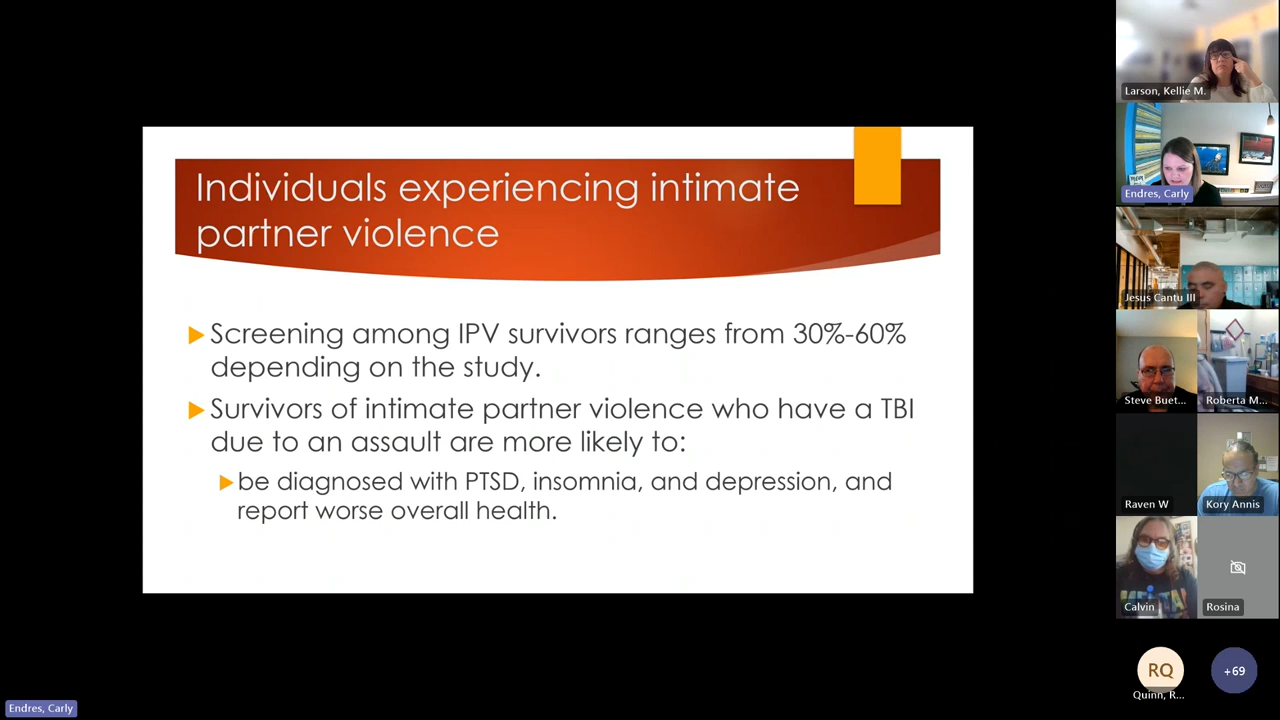 Individuals experiencing intimate
partner violence
Screening among IPV survivors ranges from 30%-60%
depending on the study.
Survivors of intimate partner violence who have a TBI
due to an assault are more likely to:
be diagnosed with PTSD, insomnia, and depression, and
report worse overall health.
Larson, Kellie M.
Endres, Carly
Jesus Cantu III
Steve Buet...
Roberta M...
Raven W
Kory Annis
Calvin
Rosina
RQ
Quinn, R...
+69
Endres, Carly